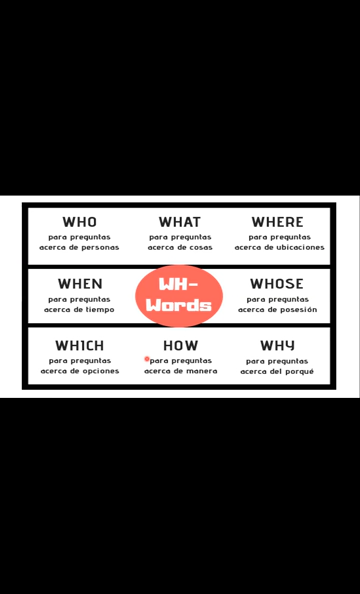 WHO
para preguntas
acerca de personas
WHAT
para preguntas
acerca de cosas
WHERE
para preguntas
acerca de ubicaciones
WHEN
para preguntas
acerca de tiempo
WH-
Words
WHOSE
para preguntas
acerca de posesión
WHICH
para preguntas
acerca de opciones
HOW
para preguntas
acerca de manera
WHY
para preguntas
acerca del porqué